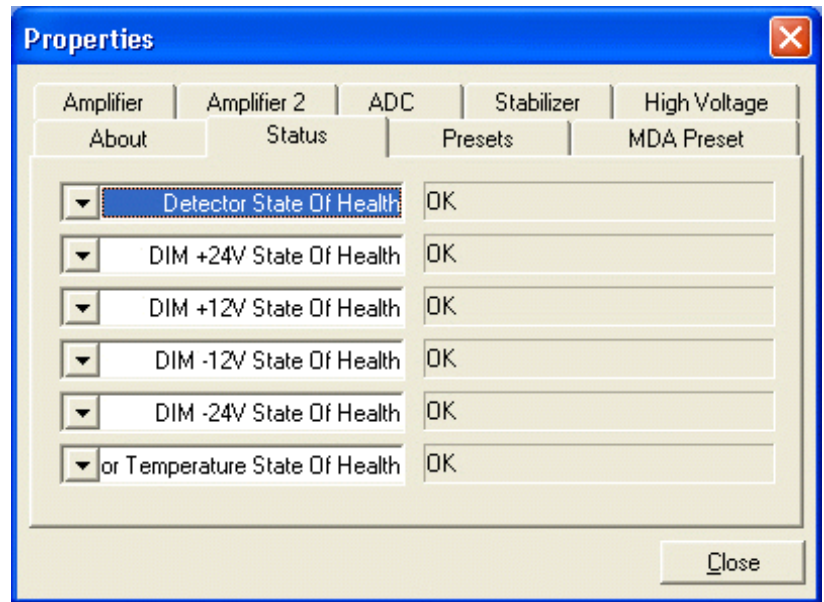 Properties
Amplifier Amplifier 2 ADC Stabilizer High Voltage
About Status Presets MDA Preset
Detector State Of Health OK
DIM +24V State Of Health OK
DIM +12V State Of Health OK
DIM -12V State Of Health OK
DIM -24V State Of Health OK
or Temperature State Of Health OK
Close